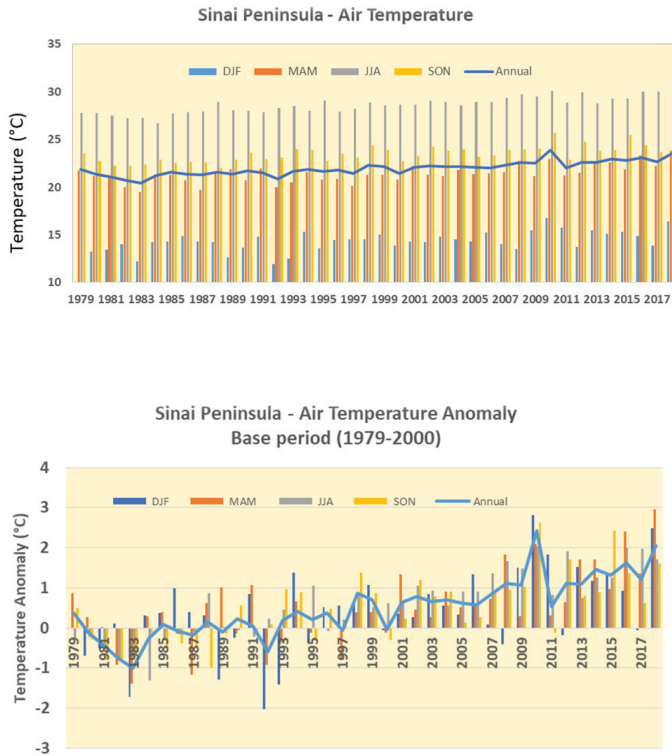 Sinai Peninsula - Air Temperature
Temperature (°C)
35
30
25
20
15
10
DJF MAM JJA SON Annual
1979 1981 1983 1985 1987 1989 1991 1993 1995 1997 1999 2001 2003 2005 2007 2009 2011 2013 2015 2017
Sinai Peninsula - Air Temperature Anomaly
Base period (1979-2000)
Temperature Anomaly (°C)
4
3
2
1
0
-1
-2
-3
DJF MAM JJA SON Annual
1979 1981 1983 1985 1987 1989 1991 1993 1995 1997 1999 2001 2003 2005 2007 2009 2011 2013 2015 2017